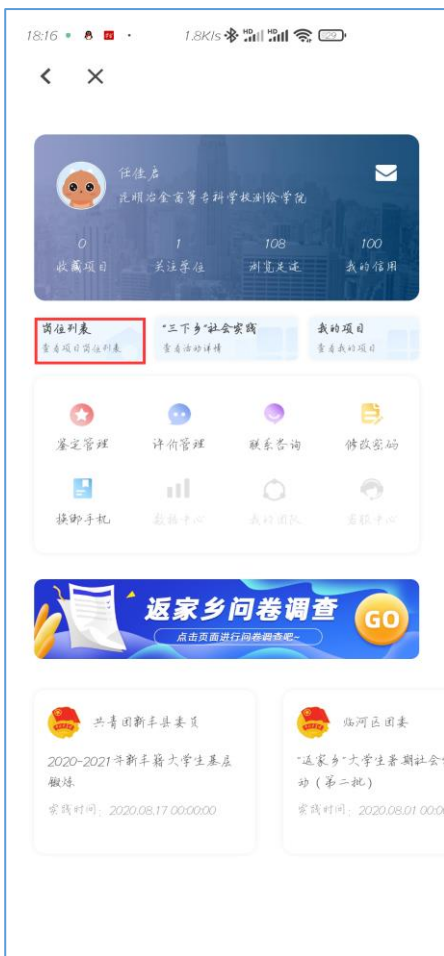 18:16 1.8K/s HD HD 29
任佳启
昆明冶金高等专科学校测绘学院
0 1 108 100
收藏项目 关注单位 浏览足迹 我的信用
岗位列表 "三下乡"社会实践 我的项目
查看项目岗位列表 查看活动详情 查看我的项目
鉴定管理 评价管理 联系咨询 修改密码
换绑手机 数据中心 我的团队 客服中心
返家乡问卷调查
GO
点击页面进行问卷调查吧~
共青团新丰县委员 临河区团委
2020-2021年新丰籍大学生基层 "返家乡"大学生暑期社会
锻炼 动(第二批)
实践时间：2020.08.17 00:00:00 实践时间：2020.08.01 00:00